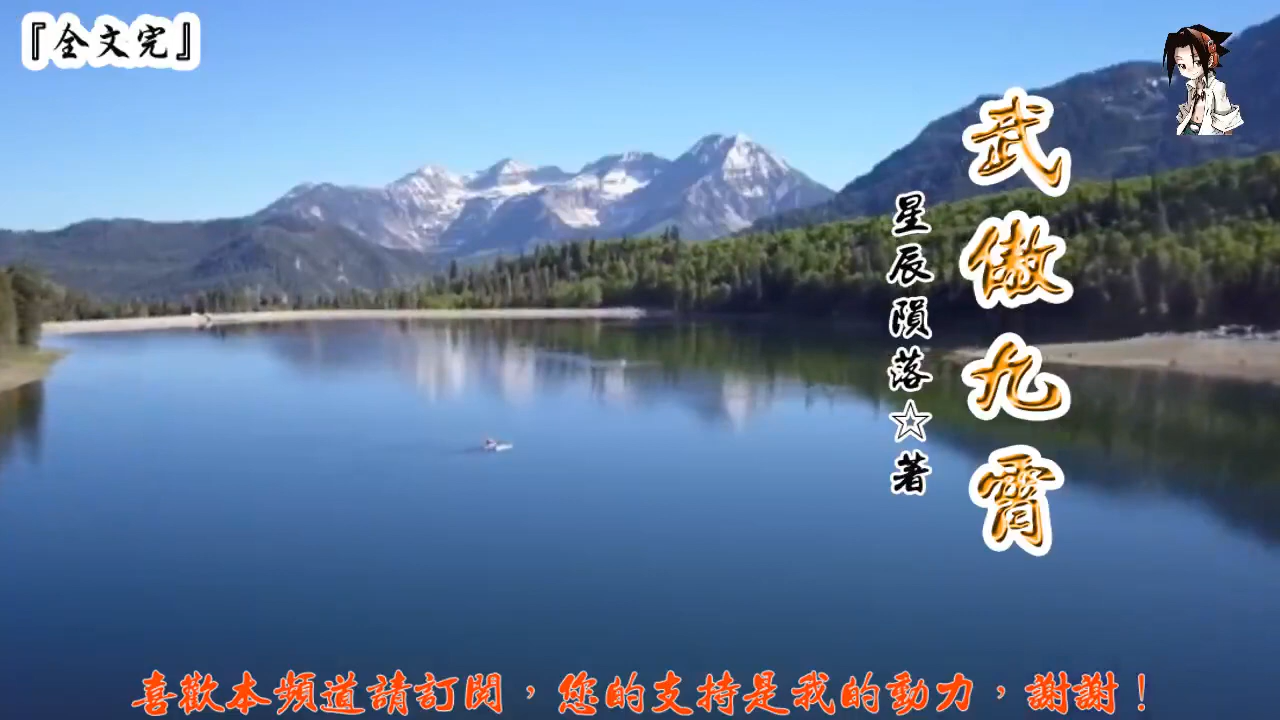 『全文完』
武傲九霄
星辰隕落☆著
喜歡本頻道請訂閱，您的支持是我的動力，謝謝！